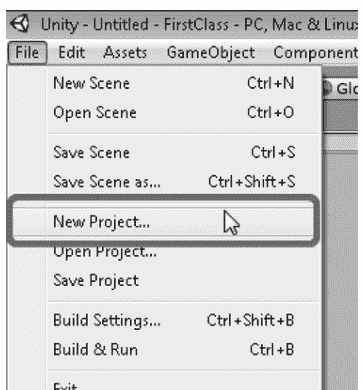 Unity - Untitled - FirstClass - PC, Mac & Linux
File Edit Assets GameObject Component
New Scene Ctrl+N
Glo
Open Scene Ctrl+O
Save Scene Ctrl+S
Save Scene as... Ctrl+Shift+S
New Project...
Open Project...
Save Project
Build Settings... Ctrl+Shift+B
Build & Run Ctrl+B
Exit